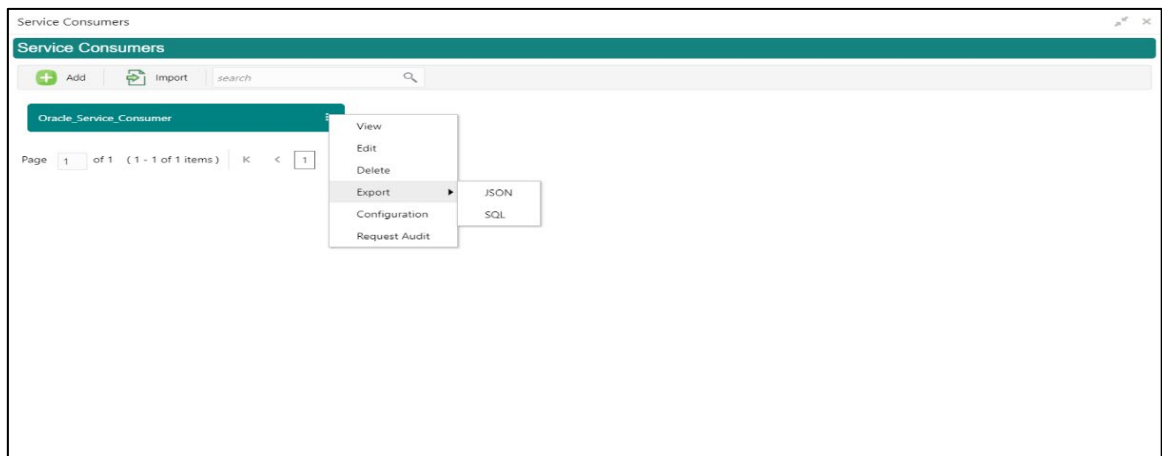 Service Consumers
Service Consumers
Add Import search
Oracle_Service_Consumer
View
Page 1 of 1 ( 1 - 1 of 1 items ) K < 1
Edit
Delete
Export JSON
Configuration SQL
Request Audit